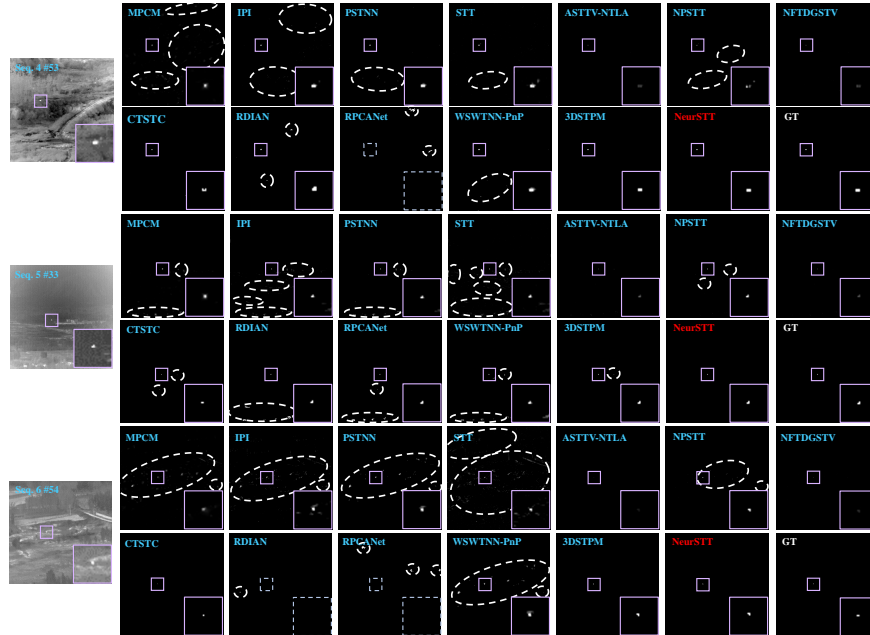 MPCM IPI PSTNN STT ASTTV-NTLA NPSTT NFTDGSTV
Seq. 4 #53
CTSTC RDIAN RPCANet WSWTNN-PnP 3DSTPM NeurSTT GT
MPCM IPI PSTNN STT ASTTV-NTLA NPSTT NFTDGSTV
Seq. 5 #33
CTSTC RDIAN RPCANet WSWTNN-PnP 3DSTPM NeurSTT GT
MPCM IPI PSTNN STT ASTTV-NTLA NPSTT NFTDGSTV
Seq. 6 #54
CTSTC RDIAN RPCANet WSWTNN-PnP 3DSTPM NeurSTT GT